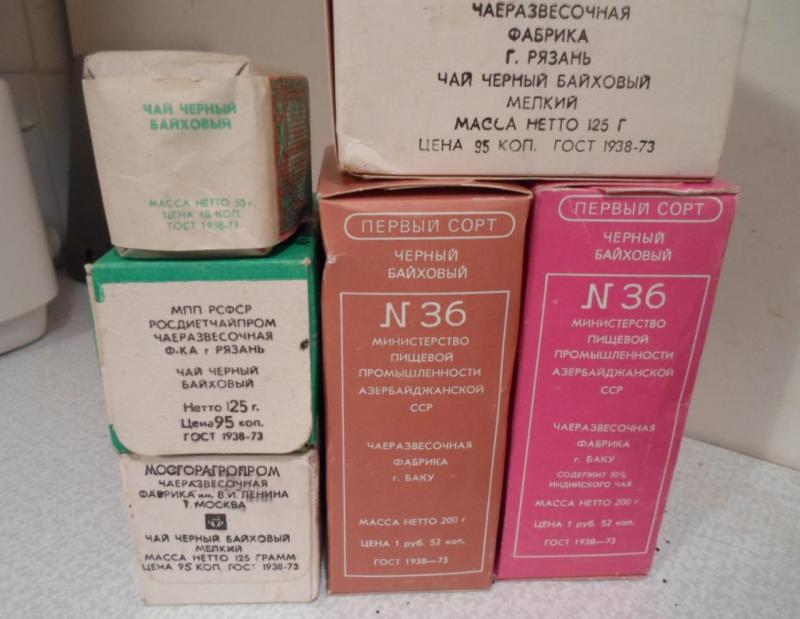 ЧАЕРАЗВЕСОЧНАЯ
ФАБРИКА
Г. РЯЗАНЬ
ЧАЙ ЧЕРНЫЙ БАЙХОВЫЙ
МЕЛКИЙ
МАССА НЕТТО 125 Г
ЦЕНА 95 КОП. ГОСТ 1938-73
ЧАЙ ЧЕРНЫЙ
БАЙХОВЫЙ
МАССА НЕТТО 50 г.
ЦЕНА 48 КОП.
ГОСТ 1938-73
МПП РСФСР
РОСДИЕТЧАЙПРОМ
ЧАЕРАЗВЕСОЧНАЯ
Ф-КА г РЯЗАНЬ
ЧАЙ ЧЕРНЫЙ
БАЙХОВЫЙ
Нетто 125 г.
Цена 95 коп.
ГОСТ 1938-73
МОСГОРАГРОПРОМ
ЧАЕРАЗВЕСОЧНАЯ
ФАБРИКА им. В.И. ЛЕНИНА
Г. МОСКВА
ЧАЙ ЧЕРНЫЙ БАЙХОВЫЙ
МЕЛКИЙ
МАССА НЕТТО 125 ГРАММ
ЦЕНА 95 КОП. ГОСТ 1938-73
ПЕРВЫЙ СОРТ
ЧЕРНЫЙ
БАЙХОВЫЙ
N 36
МИНИСТЕРСТВО
ПИЩЕВОЙ
ПРОМЫШЛЕННОСТИ
АЗЕРБАЙДЖАНСКОЙ
ССР
ЧАЕРАЗВЕСОЧНАЯ
ФАБРИКА
г. БАКУ
МАССА НЕТТО 200 г
ЦЕНА 1 руб. 52 коп.
ГОСТ 1938—73
ПЕРВЫЙ СОРТ
ЧЕРНЫЙ
БАЙХОВЫЙ
N 36
МИНИСТЕРСТВО
ПИЩЕВОЙ
ПРОМЫШЛЕННОСТИ
АЗЕРБАЙДЖАНСКОЙ
ССР
ЧАЕРАЗВЕСОЧНАЯ
ФАБРИКА
г. БАКУ
СОДЕРЖИТ 50%
ИНДИЙСКОГО ЧАЯ
МАССА НЕТТО 200 г
ЦЕНА 1 руб. 52 коп.
ГОСТ 1938—73